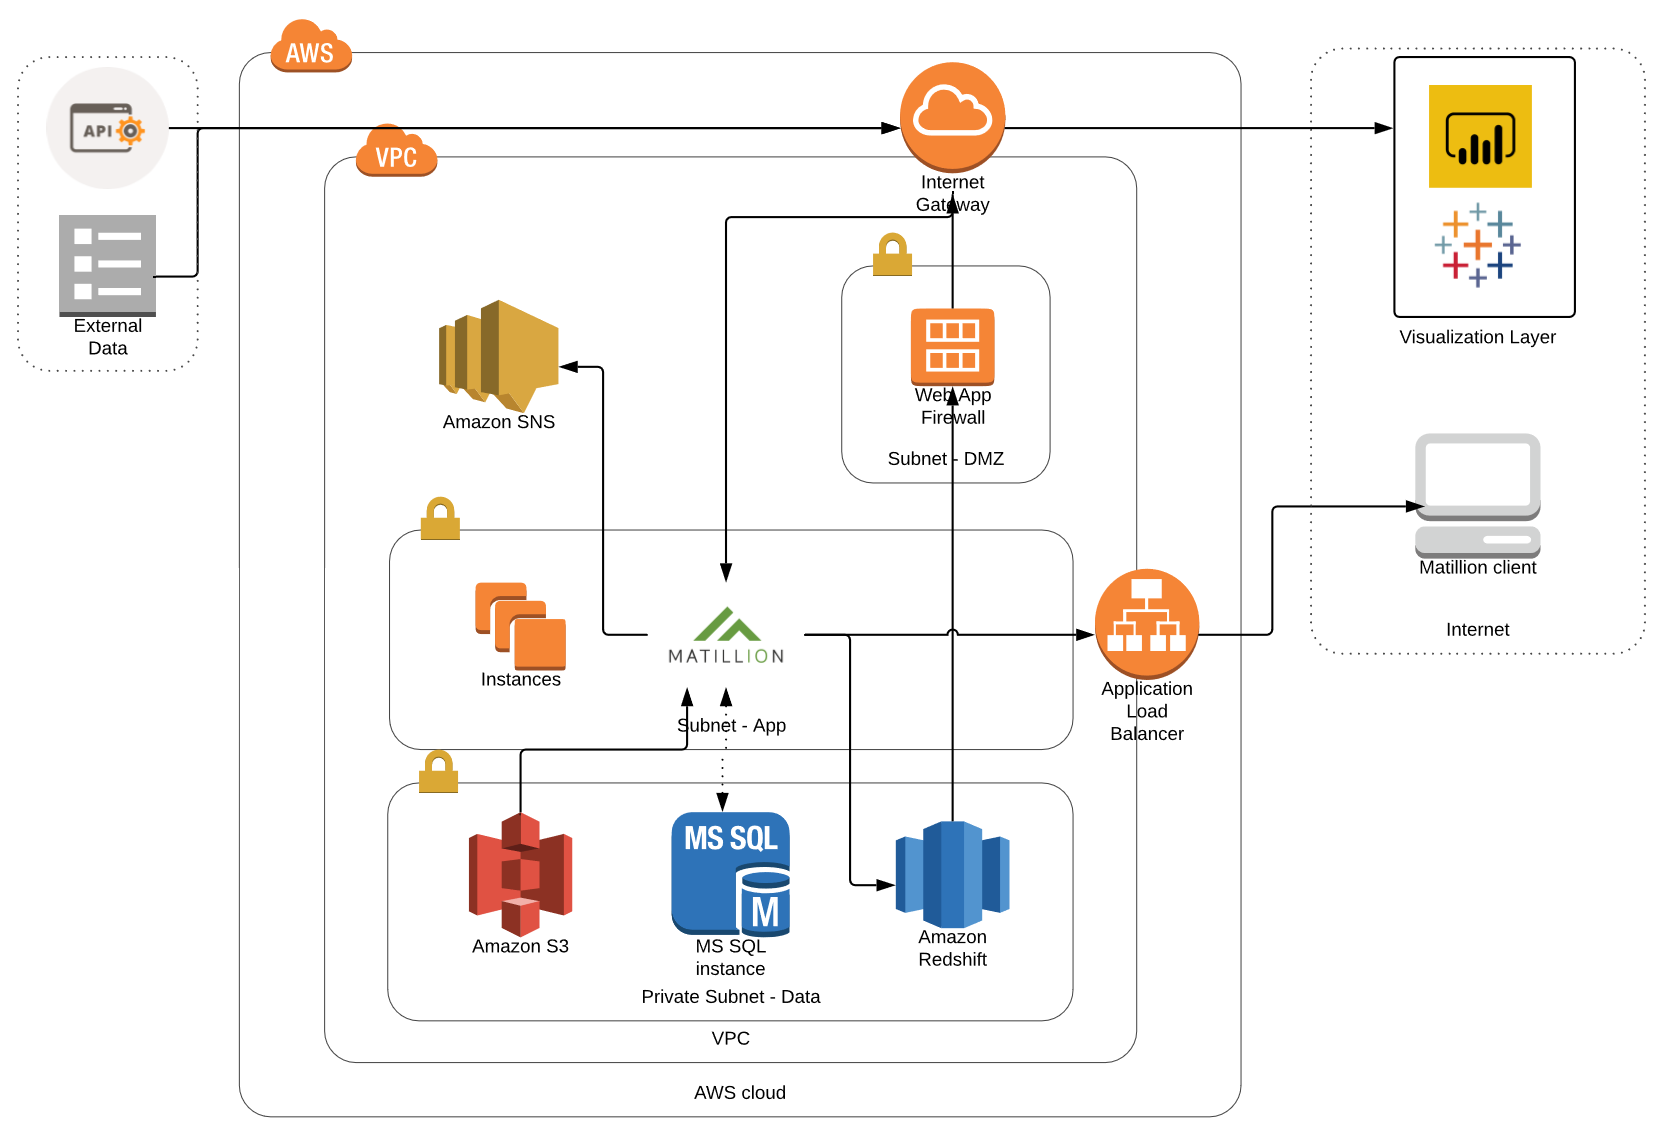 AWS
API
VPC
Internet
Gateway
External
Data
Visualization Layer
Web App
Firewall
Amazon SNS
Subnet - DMZ
Matillion client
Internet
MATILLION
Instances
Application
Load
Balancer
Subnet - App
MS SQL
M
Amazon S3
MS SQL
instance
Amazon
Redshift
Private Subnet - Data
VPC
AWS cloud